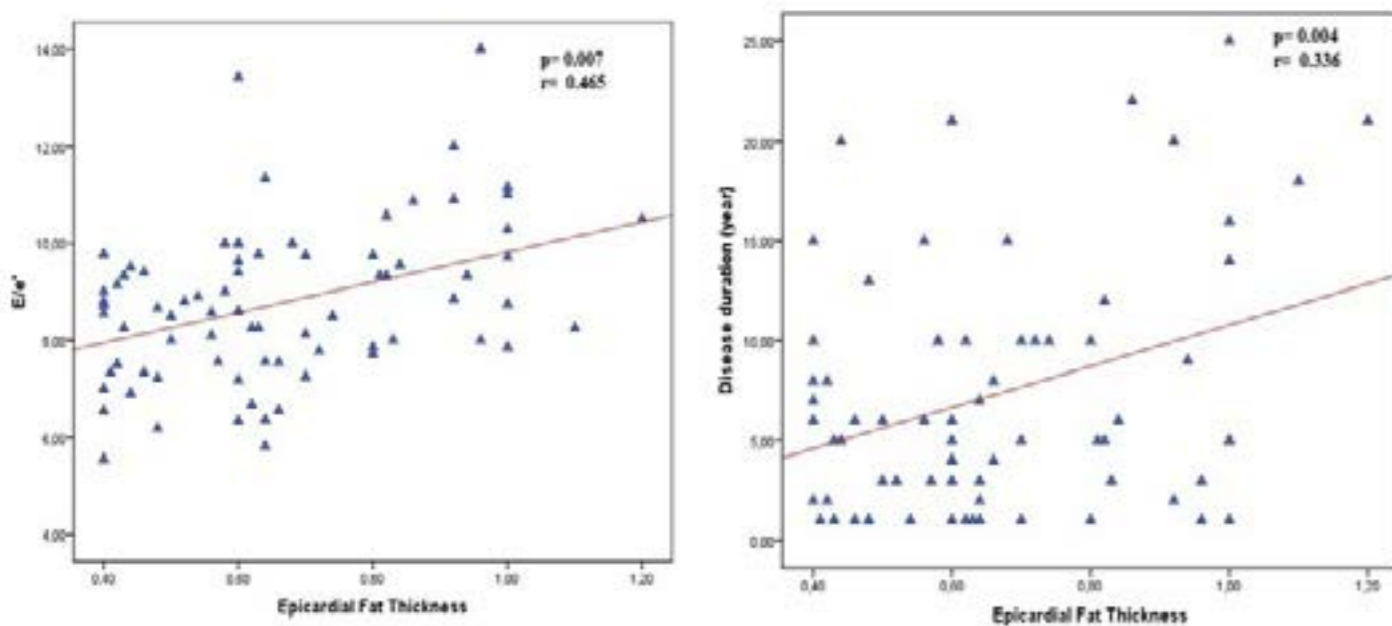 14,00
12,00
10,00
8,00
6,00
4,00
E/e'
p= 0.007
r= 0.465
0,40
0,60
0,80
1,00
1,20
Epicardial Fat Thickness
25,00
20,00
15,00
10,00
5,00
0,00
Disease duration (year)
p= 0.004
r= 0.336
0,40
0,60
0,80
1,00
1,20
Epicardial Fat Thickness